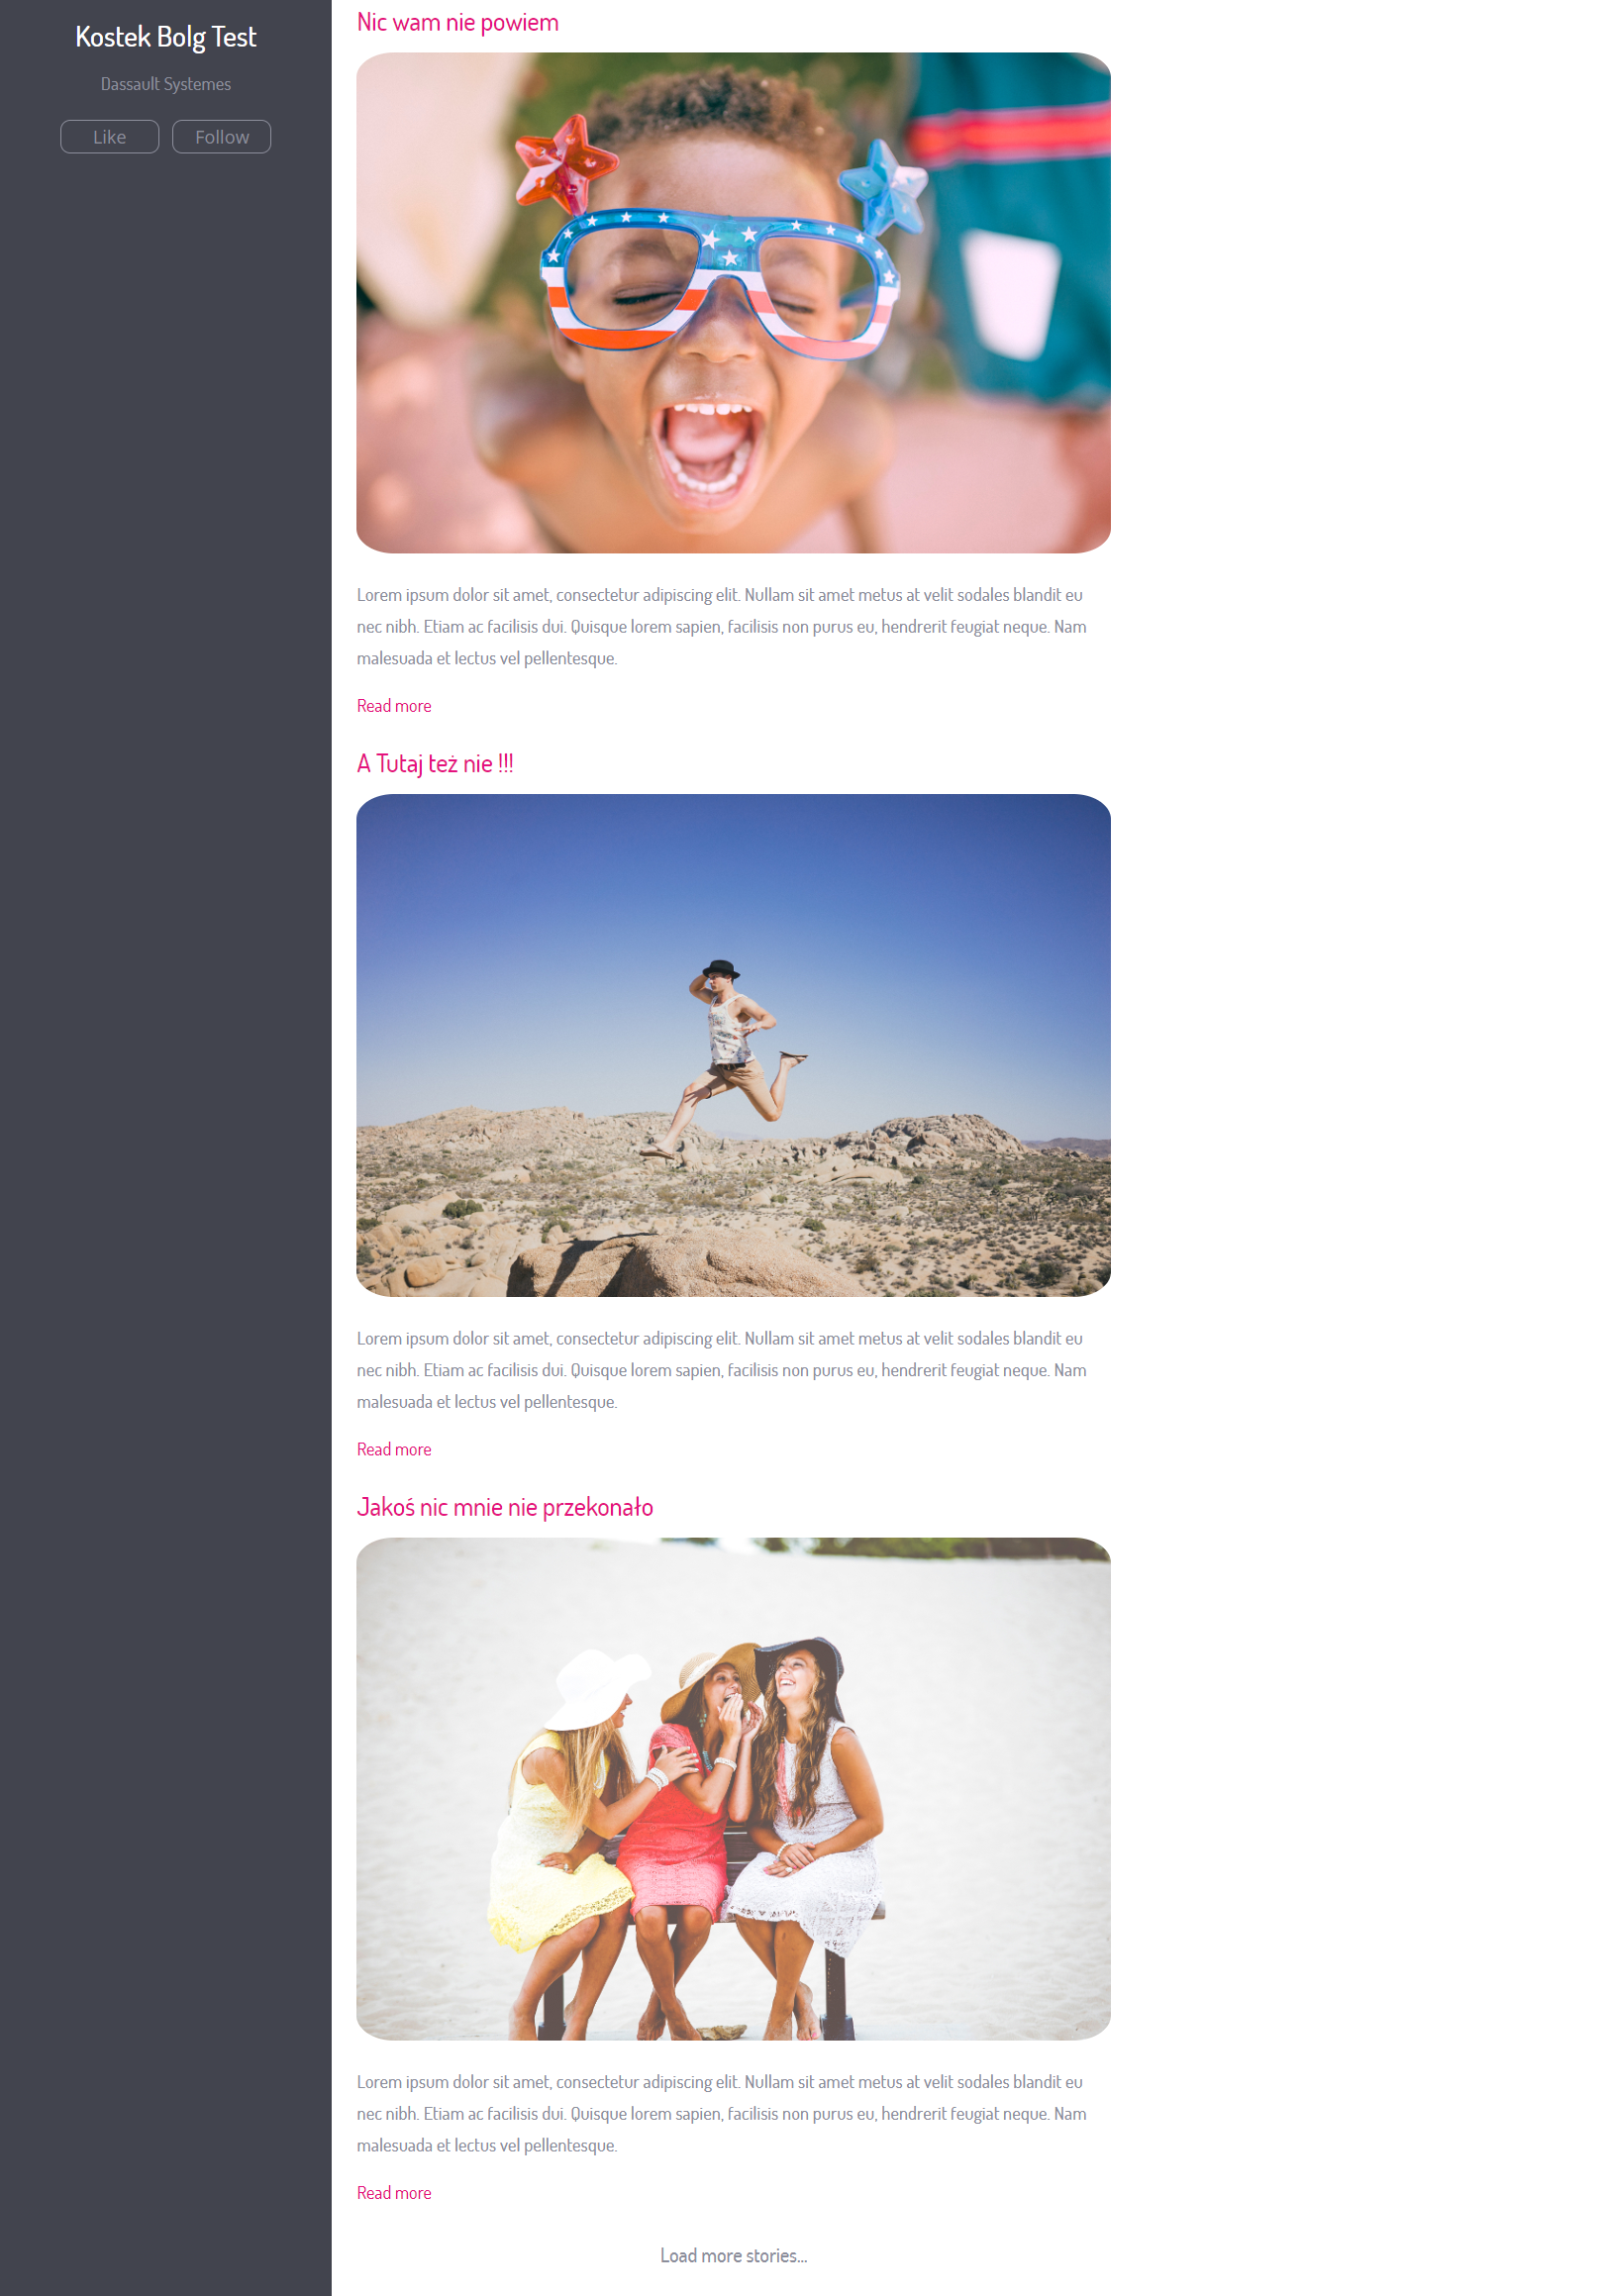 Kostek Bolg Test
Dassault Systemes
Like Follow
Nic wam nie powiem
Lorem ipsum dolor sit amet, consectetur adipiscing elit. Nullam sit amet metus at velit sodales blandit eu
nec nibh. Etiam ac facilisis dui. Quisque lorem sapien, facilisis non purus eu, hendrerit feugiat neque. Nam
malesuada et lectus vel pellentesque.
Read more
A Tutaj też nie !!!
Lorem ipsum dolor sit amet, consectetur adipiscing elit. Nullam sit amet metus at velit sodales blandit eu
nec nibh. Etiam ac facilisis dui. Quisque lorem sapien, facilisis non purus eu, hendrerit feugiat neque. Nam
malesuada et lectus vel pellentesque.
Read more
Jakoś nic mnie nie przekonało
Lorem ipsum dolor sit amet, consectetur adipiscing elit. Nullam sit amet metus at velit sodales blandit eu
nec nibh. Etiam ac facilisis dui. Quisque lorem sapien, facilisis non purus eu, hendrerit feugiat neque. Nam
malesuada et lectus vel pellentesque.
Read more
Load more stories...